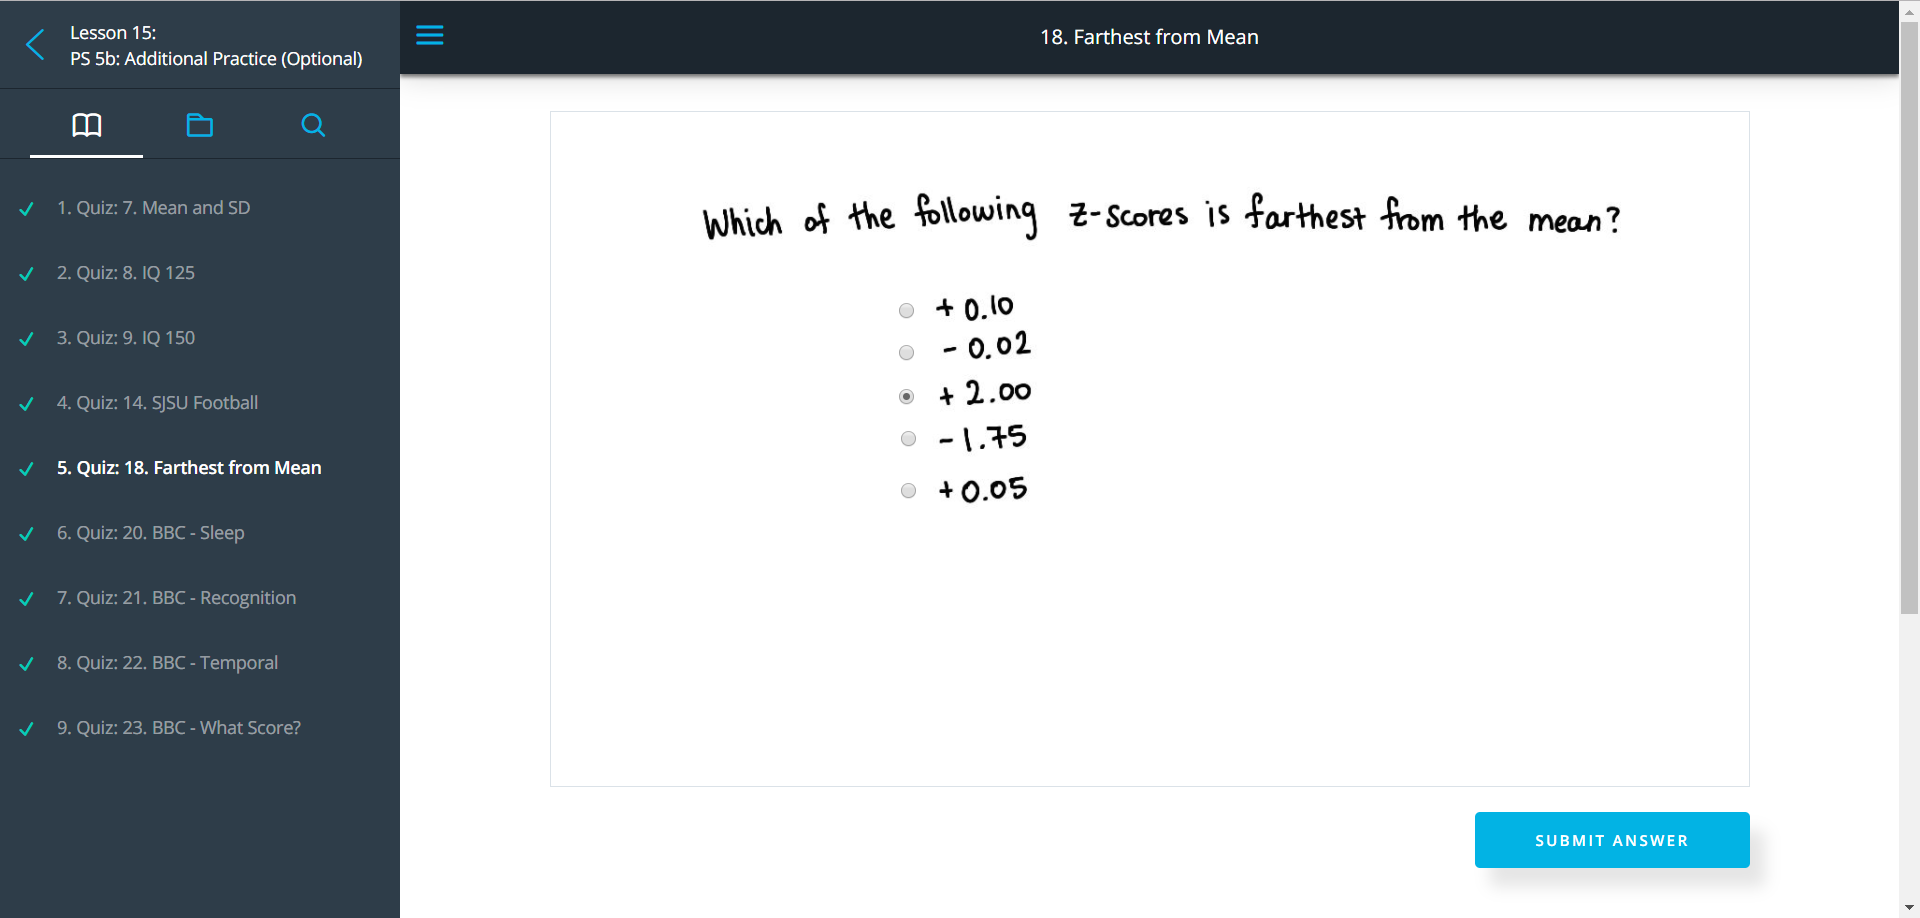 Lesson 15:
PS 5b: Additional Practice (Optional)
1. Quiz: 7. Mean and SD
2. Quiz: 8. IQ 125
3. Quiz: 9. IQ 150
4. Quiz: 14. SJSU Football
5. Quiz: 18. Farthest from Mean
6. Quiz: 20. BBC - Sleep
7. Quiz: 21. BBC - Recognition
8. Quiz: 22. BBC - Temporal
9. Quiz: 23. BBC - What Score?
18. Farthest from Mean
Which of the following z-scores is farthest from the mean?
+ 0.10
- 0.02
+ 2.00
- 1.75
+ 0.05
SUBMIT ANSWER